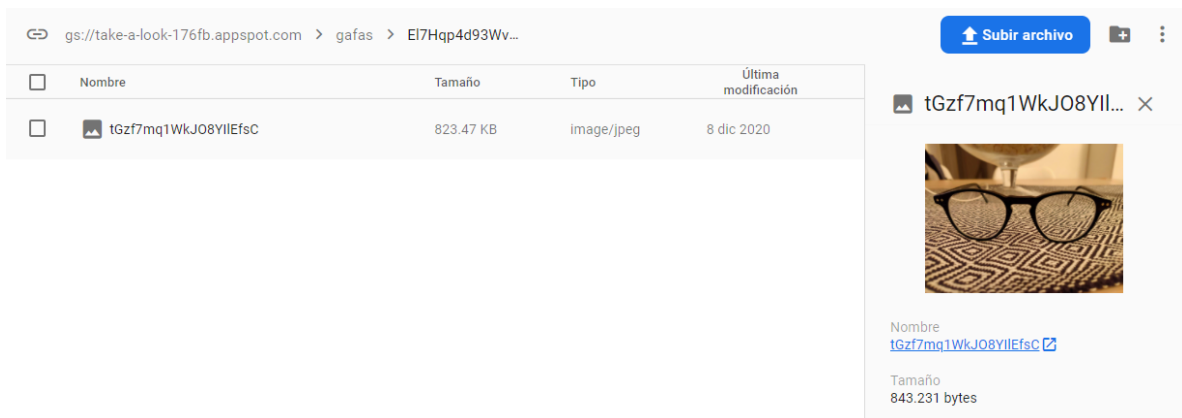 gs://take-a-look-176fb.appspot.com > gafas > El7Hqp4d93Wv...
Subir archivo
Nombre Tamaño Tipo Última modificación
tGzf7mq1WkJO8YIlEfsC 823.47 KB image/jpeg 8 dic 2020
tGzf7mq1WkJO8YIl...
Nombre
tGzf7mq1WkJO8YIlEfsC
Tamaño
843.231 bytes